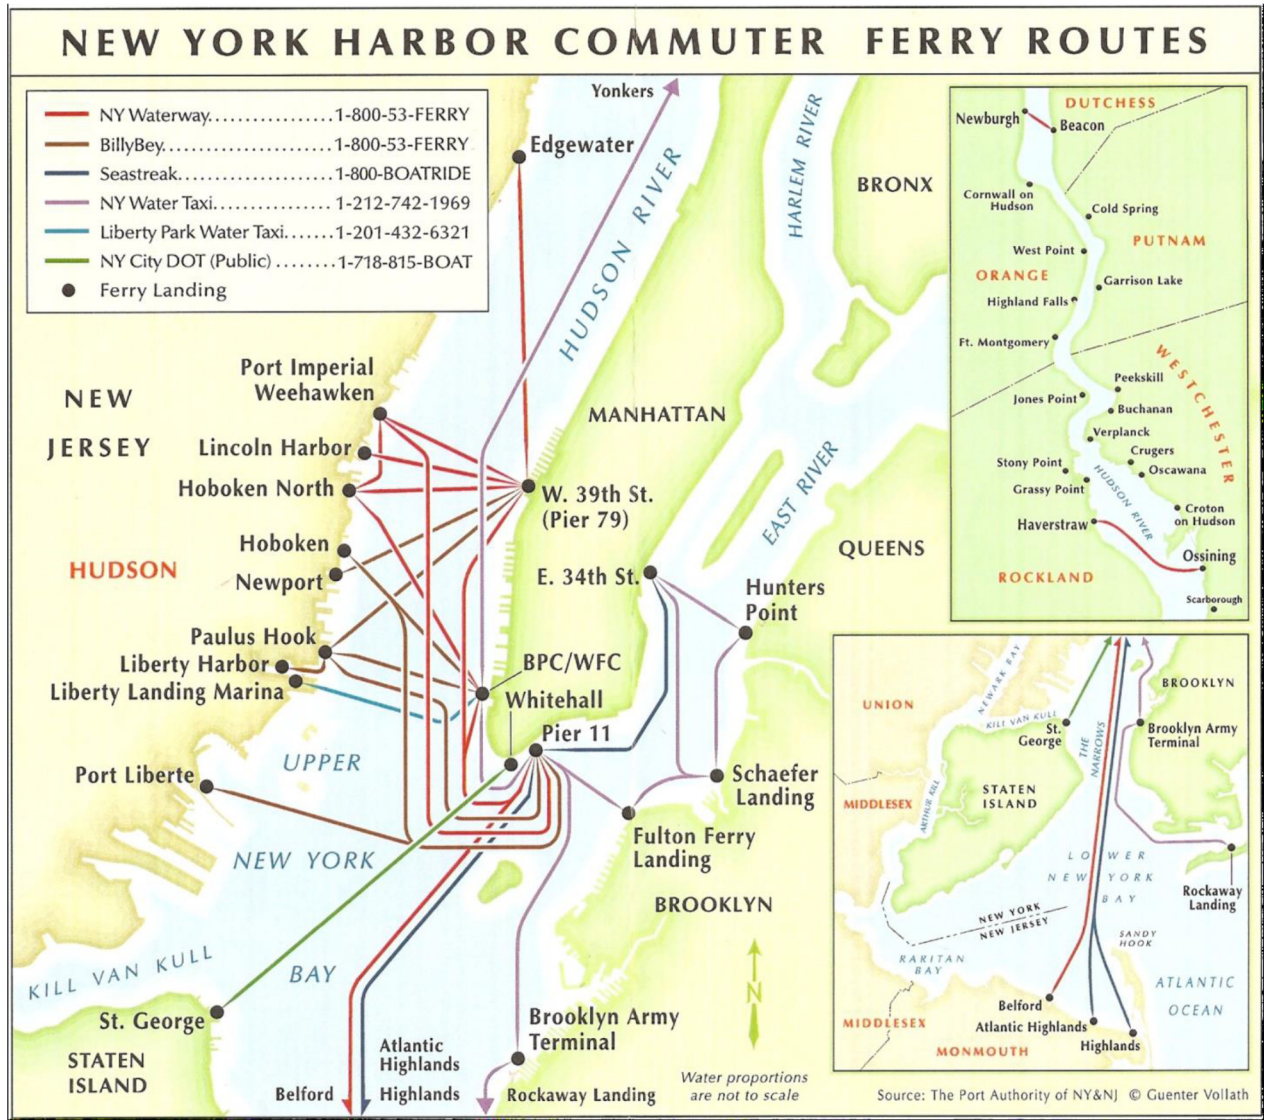 NEW YORK HARBOR COMMUTER FERRY ROUTES
NY Waterway.................1-800-53-FERRY
BillyBey.......................1-800-53-FERRY
Seastreak.....................1-800-BOATRIDE
NY Water Taxi...............1-212-742-1969
Liberty Park Water Taxi.......1-201-432-6321
NY City DOT (Public) ........1-718-815-BOAT
Ferry Landing
Yonkers
Edgewater
HUDSON RIVER
HARLEM RIVER
BRONX
NEW
JERSEY
Port Imperial
Weehawken
Lincoln Harbor
Hoboken North
MANHATTAN
W. 39th St.
(Pier 79)
EAST RIVER
QUEENS
Hoboken
Newport
HUDSON
E. 34th St.
Hunters
Point
Paulus Hook
Liberty Harbor
Liberty Landing Marina
BPC/WFC
Whitehall
Pier 11
Port Liberte
UPPER
NEW YORK
BAY
Schaefer
Landing
Fulton Ferry
Landing
BROOKLYN
KILL VAN KULL
St. George
STATEN
ISLAND
Atlantic
Highlands
Belford
Highlands
Brooklyn Army
Terminal
Rockaway Landing
N
Water proportions
are not to scale
Source: The Port Authority of NY&NJ © Guenter Vollath
DUTCHESS
Newburgh
Beacon
Cornwall on
Hudson
Cold Spring
West Point
PUTNAM
ORANGE
Garrison Lake
Highland Falls
Ft. Montgomery
WESTCHESTER
Peekskill
Jones Point
Buchanan
Verplanck
Crugers
Stony Point
Oscawana
Grassy Point
HUDSON RIVER
Croton
on Hudson
Haverstraw
Ossining
ROCKLAND
Scarborough
NEWARK BAY
BROOKLYN
UNION
KILL VAN KULL
St.
George
THE
NARROWS
Brooklyn Army
Terminal
STATEN
ISLAND
MIDDLESEX
ARTHUR KILL
LOWER
NEW YORK
BAY
Rockaway
Landing
NEW YORK
NEW JERSEY
SANDY
HOOK
RARITAN
BAY
ATLANTIC
OCEAN
Belford
Atlantic Highlands
Highlands
MIDDLESEX
MONMOUTH